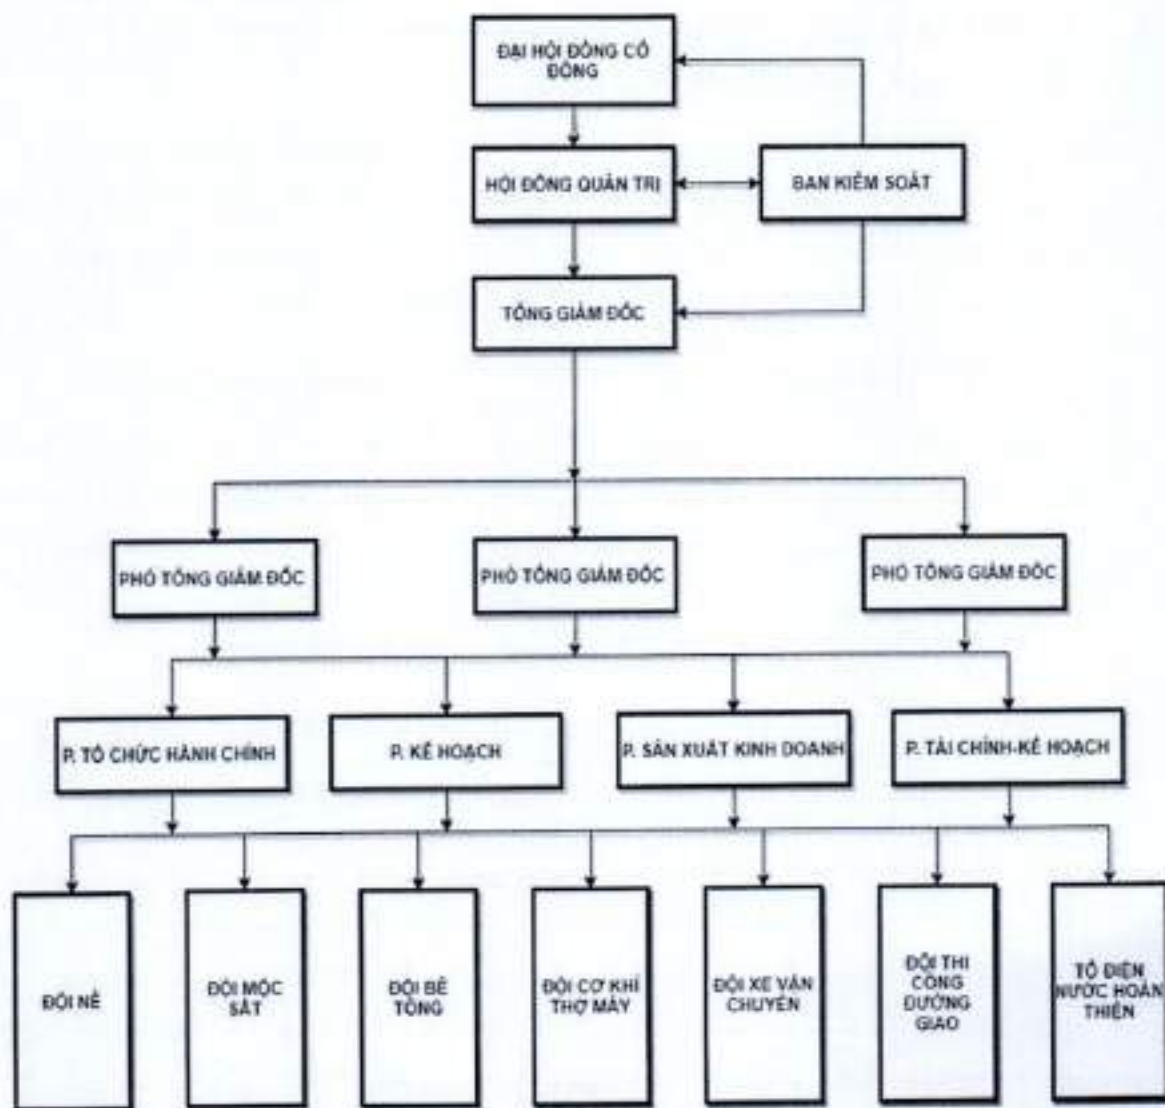 ĐẠI HỘI ĐỒNG CỔ
ĐÔNG
HỘI ĐỒNG QUẢN TRỊ
BAN KIỂM SOÁT
TỔNG GIÁM ĐỐC
PHÓ TỔNG GIÁM ĐỐC
PHÓ TỔNG GIÁM ĐỐC
PHÓ TỔNG GIÁM ĐỐC
P. TỔ CHỨC HÀNH CHÍNH
P. KẾ HOẠCH
P. SẢN XUẤT KINH DOANH
P. TÀI CHÍNH-KẾ HOẠCH
ĐỘI NỀ
ĐỘI MỘC
SẮT
ĐỘI BÊ
TÔNG
ĐỘI CƠ KHÍ
THỢ MÁY
ĐỘI XE VẬN
CHUYỂN
ĐỘI THI
CÔNG
ĐƯỜNG
GIAO
TỔ ĐIỆN
NƯỚC HOÀN
THIỆN